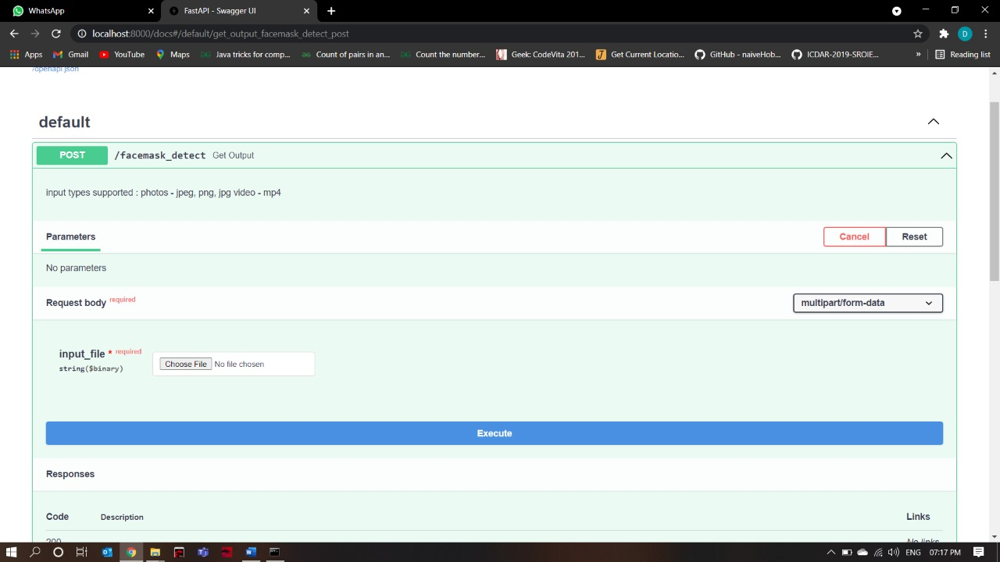 WhatsApp
FastAPI - Swagger UI
localhost:8000/docs#/default/get_output_facemask_detect_post
D
Apps
Gmail
YouTube
Maps
Java tricks for comp...
Count of pairs in an...
Count the number...
Geek: CodeVita 201...
Get Current Locatio...
GitHub - naiveHob...
ICDAR-2019-SROIE...
»
Reading list
/openapi.json
default
POST /facemask_detect Get Output
input types supported : photos - jpeg, png, jpg video - mp4
Parameters
Cancel
Reset
No parameters
Request body required
multipart/form-data
input_file * required
string($binary)
Choose File No file chosen
Execute
Responses
Code Description Links
200 No links
ENG 07:17 PM